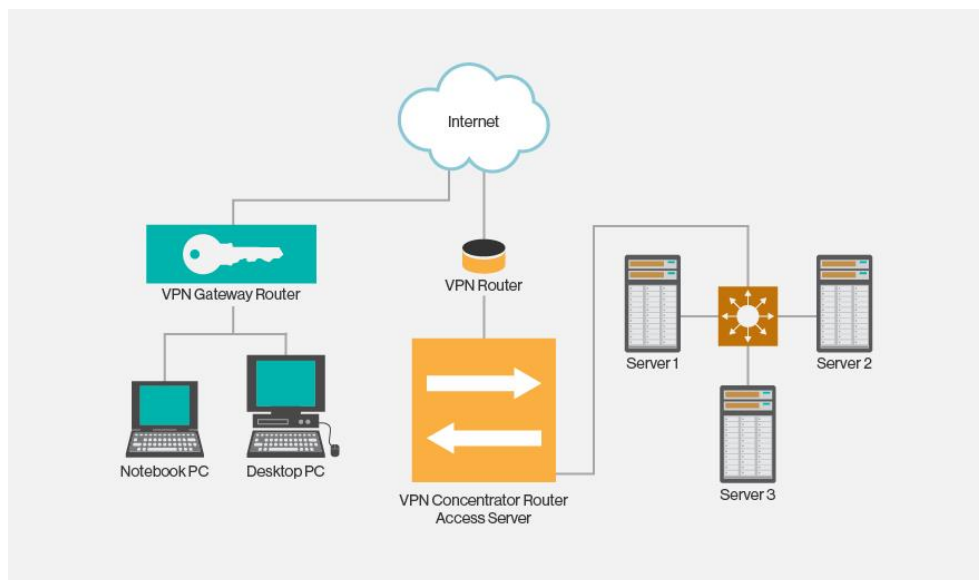 Internet
VPN Gateway Router
VPN Router
Server 1
Server 2
Notebook PC
Desktop PC
Server 3
VPN Concentrator Router
Access Server